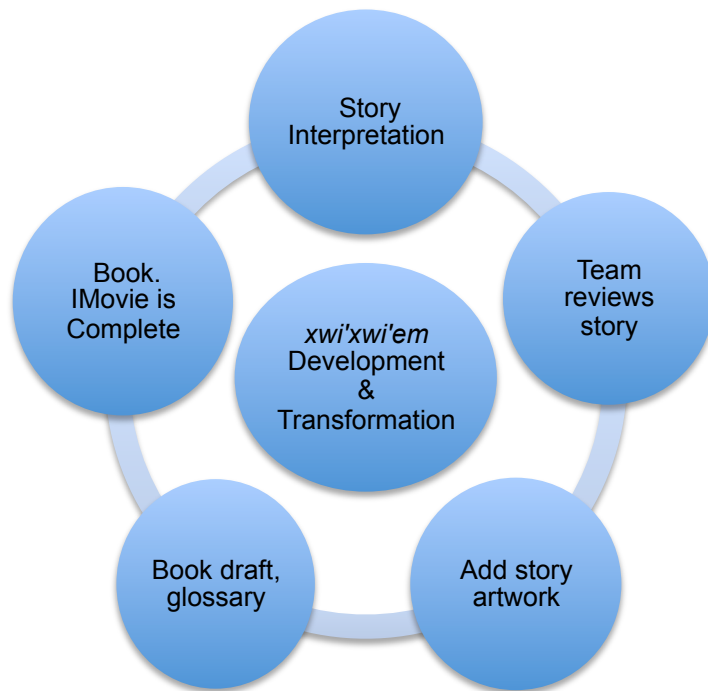 Story
Interpretation
Team
reviews
story
Add story
artwork
Book draft,
glossary
Book.
IMovie is
Complete
xwi'xwi'em
Development
&
Transformation